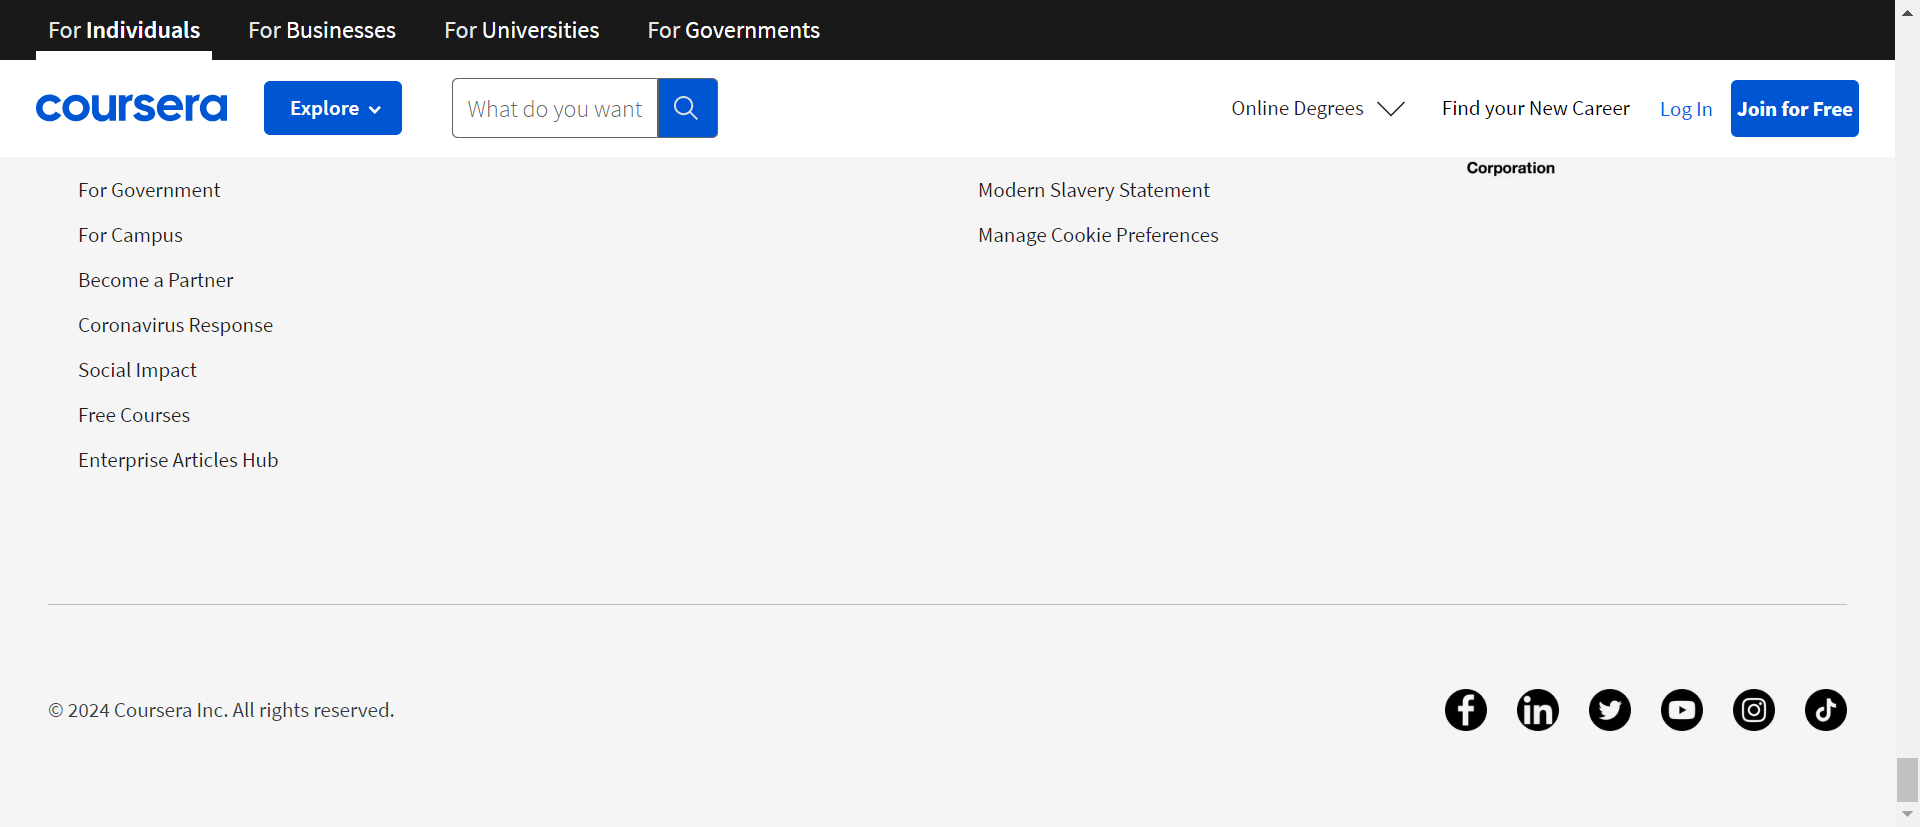 For Individuals
For Businesses
For Universities
For Governments
coursera
Explore
What do you want
Online Degrees
Find your New Career
Log In
Join for Free
For Government
For Campus
Become a Partner
Coronavirus Response
Social Impact
Free Courses
Enterprise Articles Hub
Modern Slavery Statement
Manage Cookie Preferences
Corporation
© 2024 Coursera Inc. All rights reserved.